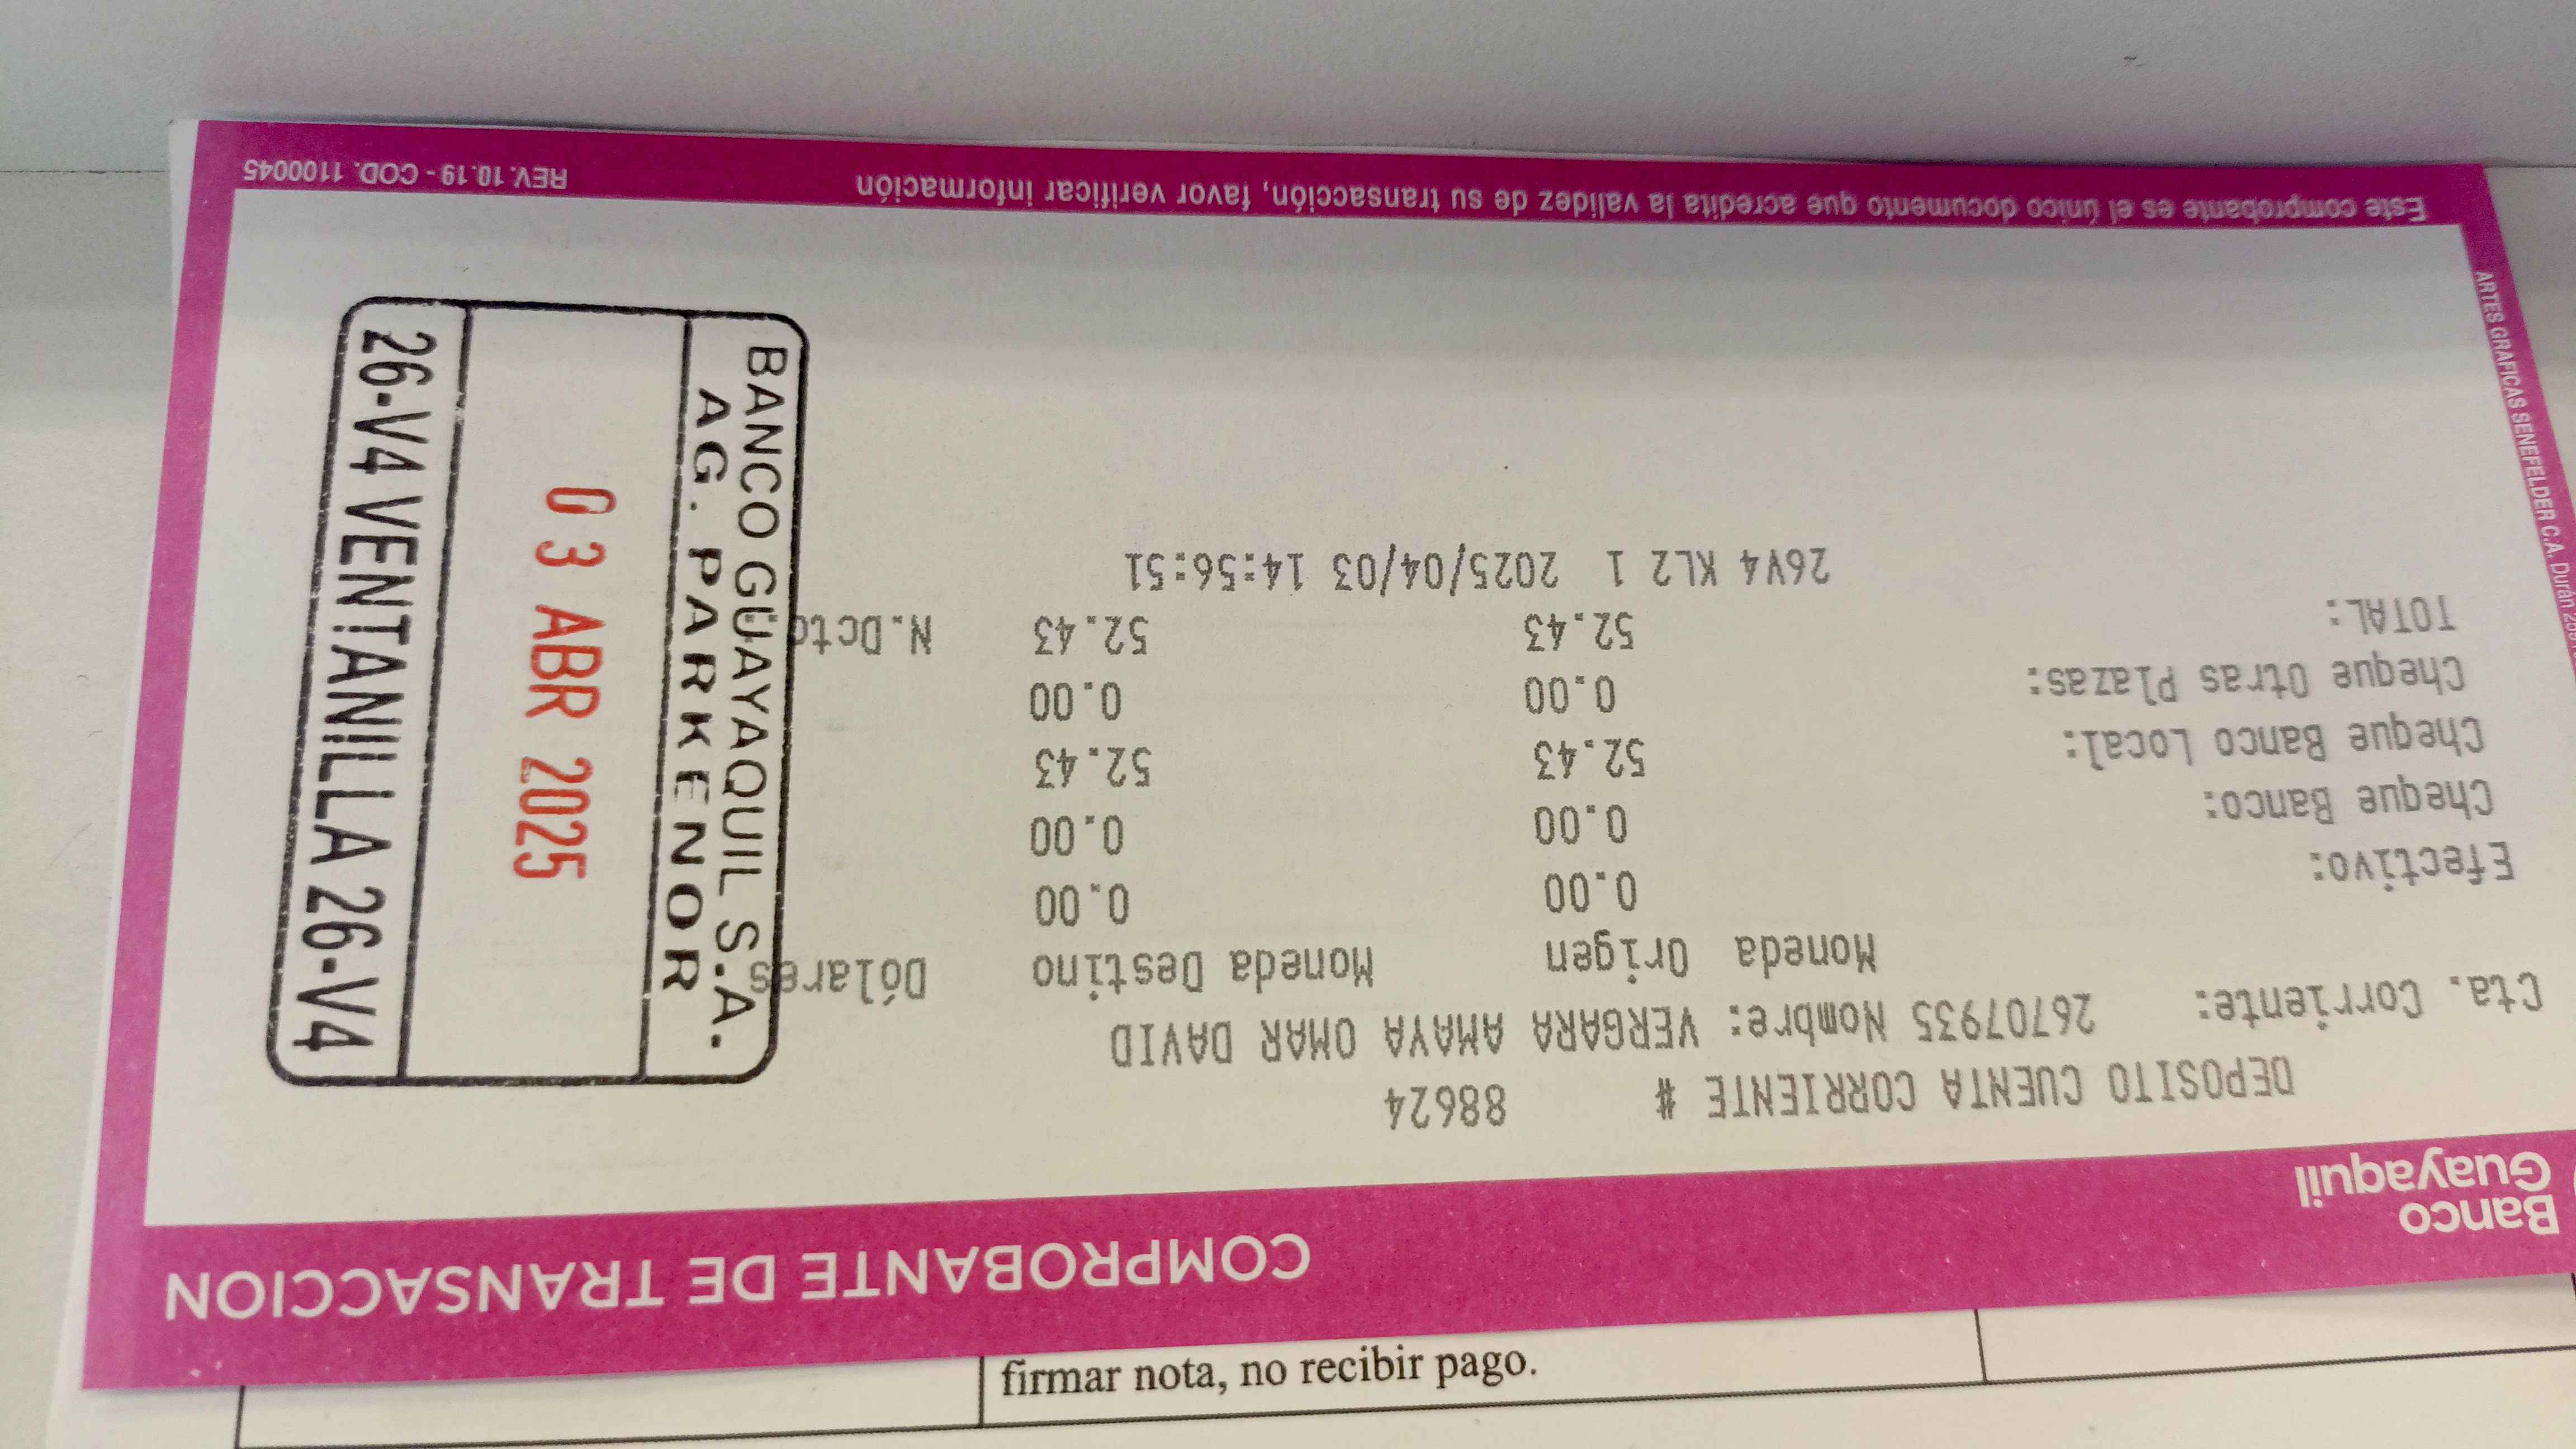 Banco
Guayaquil
COMPROBANTE DE TRANSACCION
DEPOSITO CUENTA CORRIENTE # 88624
Cta. Corriente: 26707935 Nombre: VERGARA AMAYA OMAR DAVID
Moneda Origen Moneda Destino Dólares
Efectivo: 0.00 0.00
Cheque Banco: 0.00 0.00
Cheque Banco Local: 52.43 52.43
Cheque Otras Plazas: 0.00 0.00
TOTAL: 52.43 52.43 N.Dcto
26V4 KL2 1 2025/04/03 14:56:51
BANCO GUAYAQUIL S.A.
AG. PARKENOR
03 ABR 2025
26-V4 VENTANILLA 26-V4
Este comprobante es el único documento que acredita la validez de su transacción, favor verificar información
REV. 10.19 - COD. 1100045
ARTES GRAFICAS SENEFELDER C.A. Durán
firmar nota, no recibir pago.